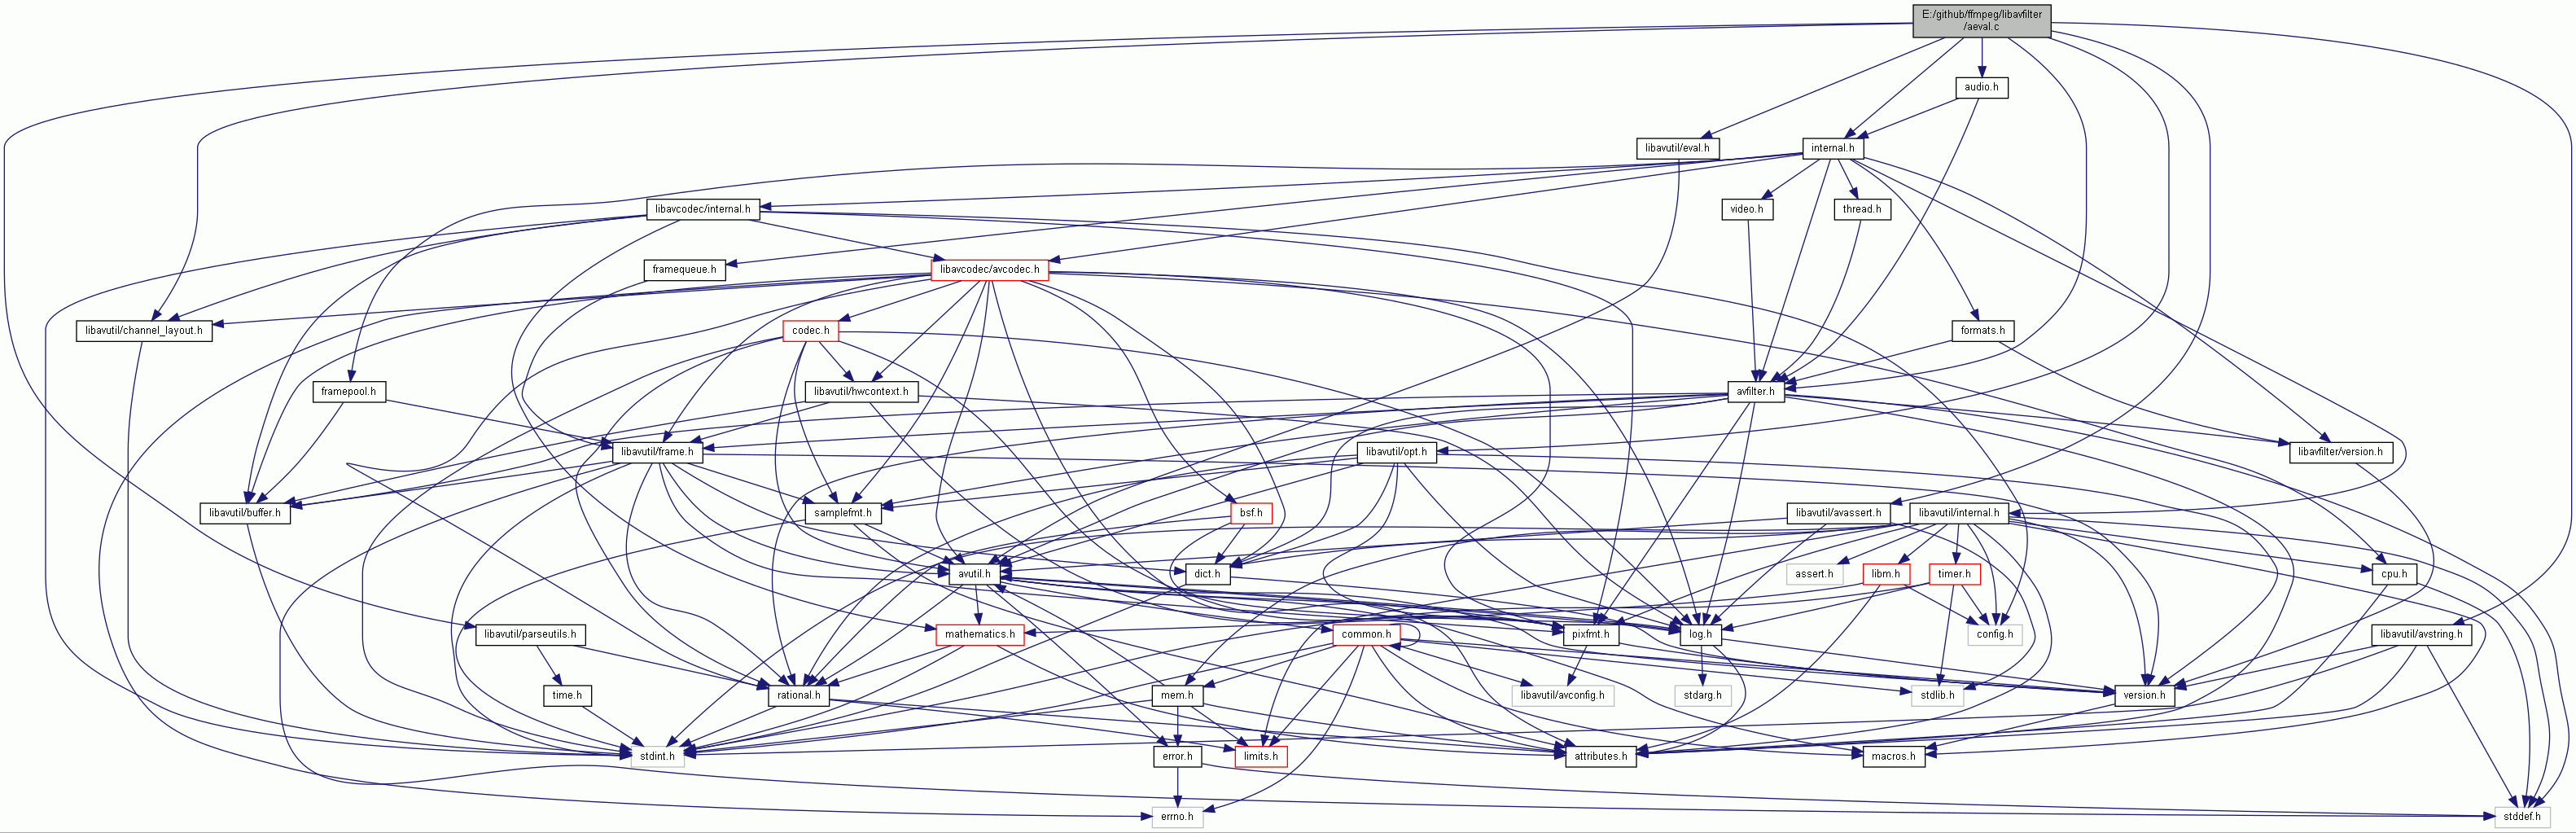 E:/github/ffmpeg/libavfilter
/aeval.c
audio.h
libavutil/eval.h
internal.h
libavcodec/internal.h
video.h
thread.h
framequeue.h
libavcodec/avcodec.h
libavutil/channel_layout.h
codec.h
formats.h
framepool.h
libavutil/hwcontext.h
avfilter.h
libavutil/frame.h
libavutil/opt.h
libavfilter/version.h
libavutil/buffer.h
samplefmt.h
bsf.h
libavutil/avassert.h
libavutil/internal.h
avutil.h
dict.h
assert.h
libm.h
timer.h
cpu.h
libavutil/parseutils.h
mathematics.h
common.h
pixfmt.h
log.h
config.h
libavutil/avstring.h
time.h
rational.h
mem.h
libavutil/avconfig.h
stdarg.h
stdlib.h
version.h
stdint.h
error.h
limits.h
attributes.h
macros.h
errno.h
stddef.h